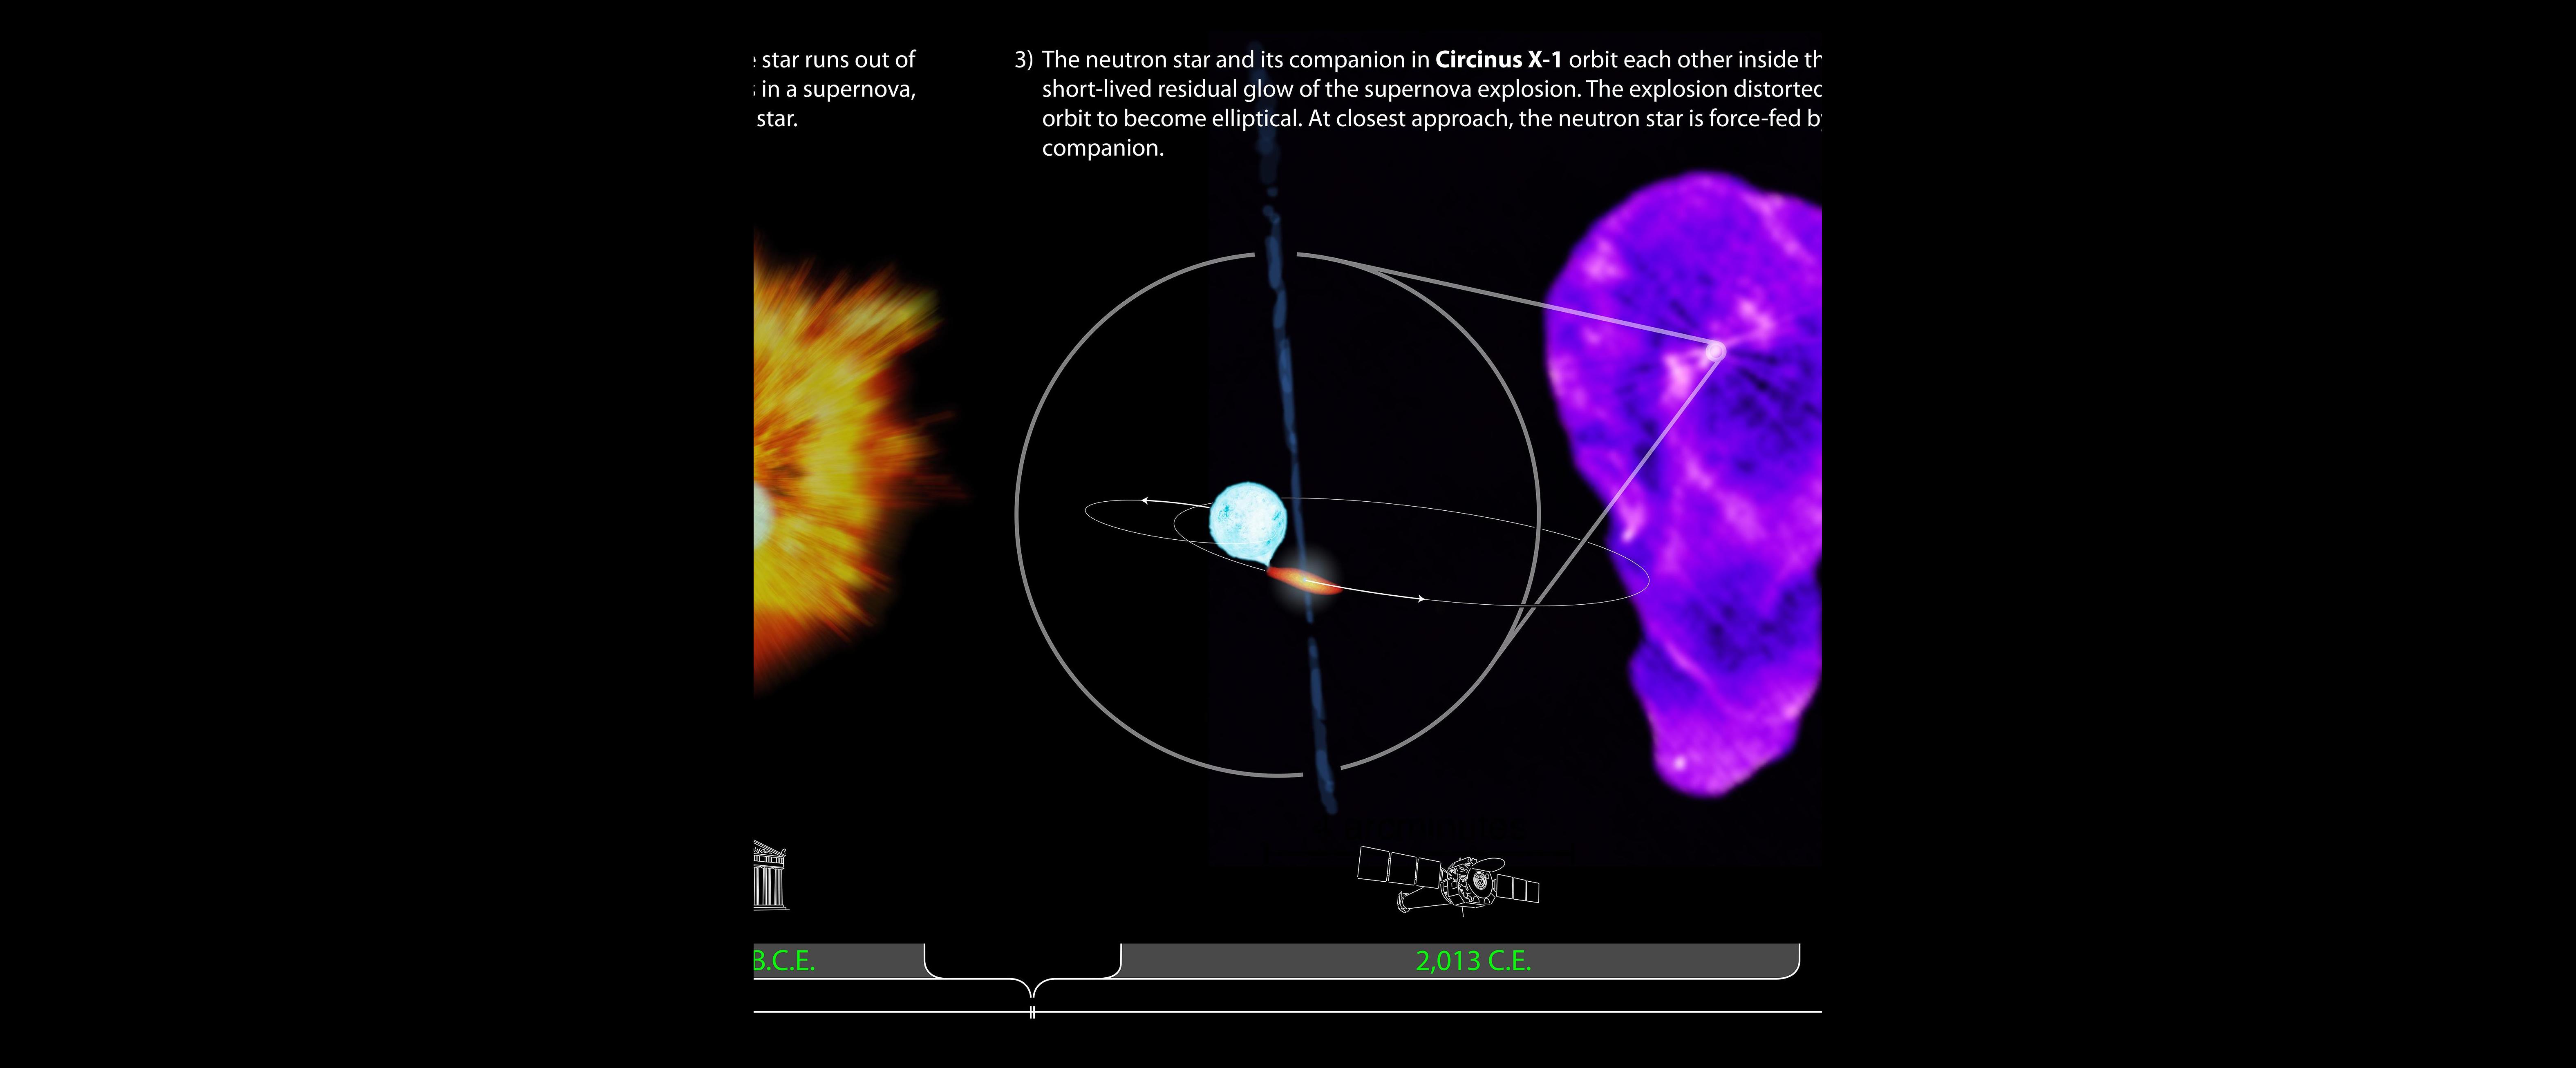 star runs out of
in a supernova,
star.
3) The neutron star and its companion in Circinus X-1 orbit each other inside th
short-lived residual glow of the supernova explosion. The explosion distorted
orbit to become elliptical. At closest approach, the neutron star is force-fed by
companion.
B.C.E.
2,013 C.E.